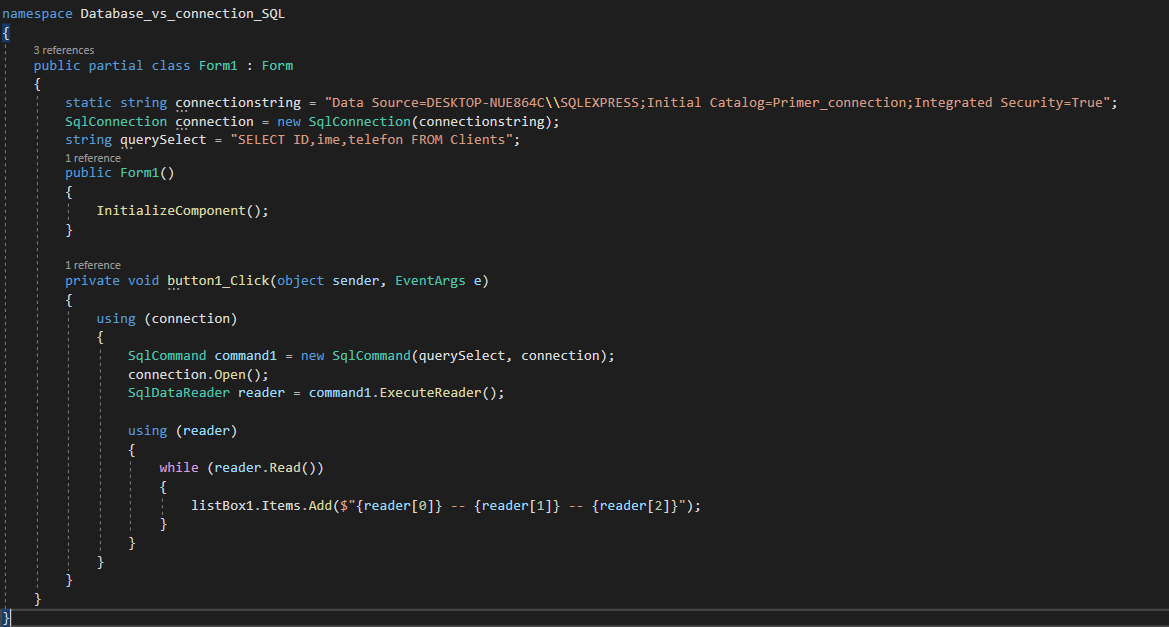 namespace Database_vs_connection_SQL
{
3 references
public partial class Form1 : Form
{
static string connectionstring = "Data Source=DESKTOP-NUE864C\\SQLEXPRESS;Initial Catalog=Primer_connection;Integrated Security=True";
SqlConnection connection = new SqlConnection(connectionstring);
string querySelect = "SELECT ID,ime,telefon FROM Clients";
1 reference
public Form1()
{
InitializeComponent();
}
1 reference
private void button1_Click(object sender, EventArgs e)
{
using (connection)
{
SqlCommand command1 = new SqlCommand(querySelect, connection);
connection.Open();
SqlDataReader reader = command1.ExecuteReader();
using (reader)
{
while (reader.Read())
{
listBox1.Items.Add($"{reader[0]} -- {reader[1]} -- {reader[2]}");
}
}
}
}
}
}